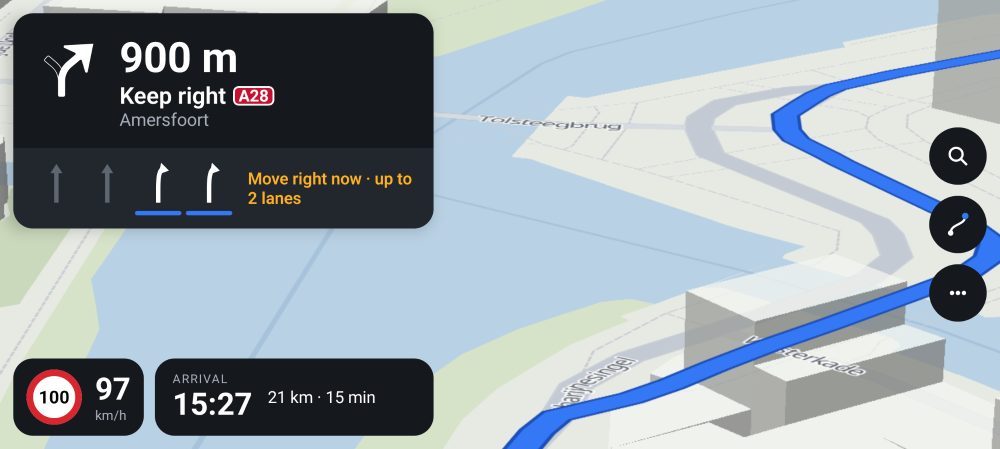 900 m
Keep right A28
Amersfoort
Move right now · up to
2 lanes
Tolsteegbrug
100
97
km/h
ARRIVAL
15:27
21 km · 15 min